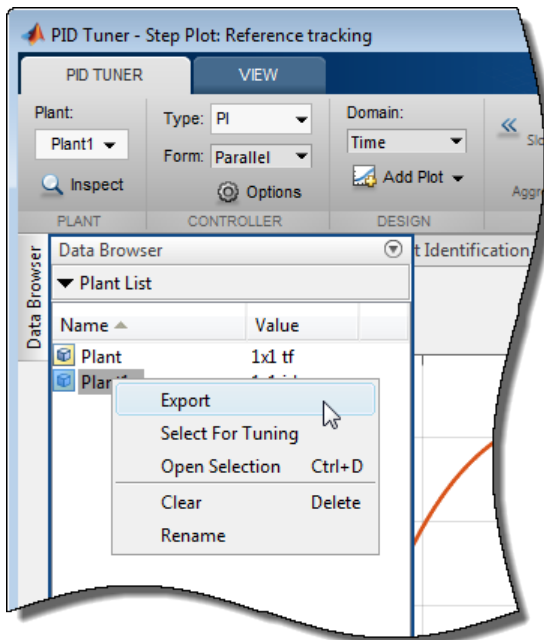 PID Tuner - Step Plot: Reference tracking
PID TUNER VIEW
Plant: Type: PI Domain:
Plant1 Form: Parallel Time
Inspect Options Add Plot
PLANT CONTROLLER DESIGN
Data Browser
Data Browser t Identification
Plant List
Name Value
Plant 1x1 tf
Export
Select For Tuning
Open Selection Ctrl+D
Clear Delete
Rename